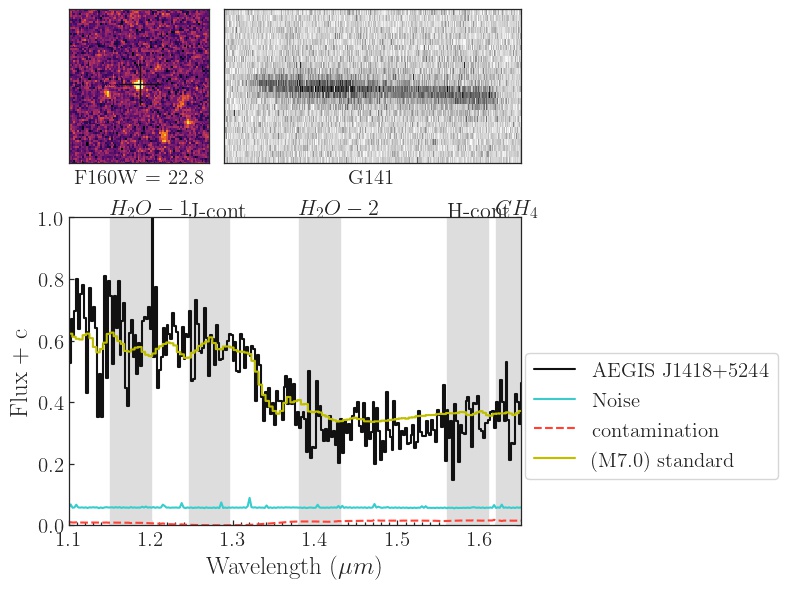 F160W = 22.8
G141
H₂O − 1
J-cont
H₂O − 2
H-cont
CH₄
1.0
0.8
0.6
0.4
0.2
0.0
Flux + c
1.1
1.2
1.3
1.4
1.5
1.6
Wavelength (μm)
AEGIS J1418+5244
Noise
contamination
(M7.0) standard